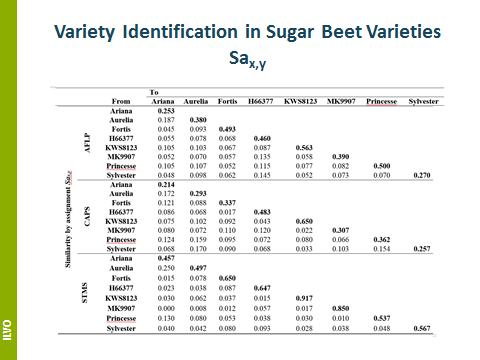 Variety Identification in Sugar Beet Varieties
Sax,y
To
From Ariana Aurelia Fortis H66377 KWS8123 MK9907 Princesse Sylvester
Similarity by assignment Sax,y
AFLP
Ariana 0.253
Aurelia 0.187 0.380
Fortis 0.045 0.093 0.493
H66377 0.055 0.078 0.068 0.460
KWS8123 0.105 0.103 0.067 0.087 0.563
MK9907 0.052 0.070 0.057 0.135 0.058 0.390
Princesse 0.105 0.107 0.052 0.115 0.077 0.082 0.500
Sylvester 0.048 0.098 0.062 0.145 0.052 0.073 0.070 0.270
CAPS
Ariana 0.214
Aurelia 0.172 0.293
Fortis 0.121 0.088 0.337
H66377 0.086 0.068 0.017 0.483
KWS8123 0.075 0.102 0.092 0.043 0.650
MK9907 0.080 0.072 0.110 0.120 0.022 0.307
Princesse 0.124 0.159 0.095 0.072 0.080 0.066 0.362
Sylvester 0.068 0.170 0.090 0.068 0.033 0.103 0.154 0.257
STMS
Ariana 0.457
Aurelia 0.250 0.497
Fortis 0.015 0.078 0.650
H66377 0.023 0.038 0.087 0.647
KWS8123 0.030 0.062 0.037 0.015 0.917
MK9907 0.000 0.008 0.012 0.057 0.017 0.850
Princesse 0.130 0.080 0.053 0.038 0.030 0.010 0.537
Sylvester 0.040 0.042 0.080 0.093 0.028 0.038 0.048 0.567
ILVO